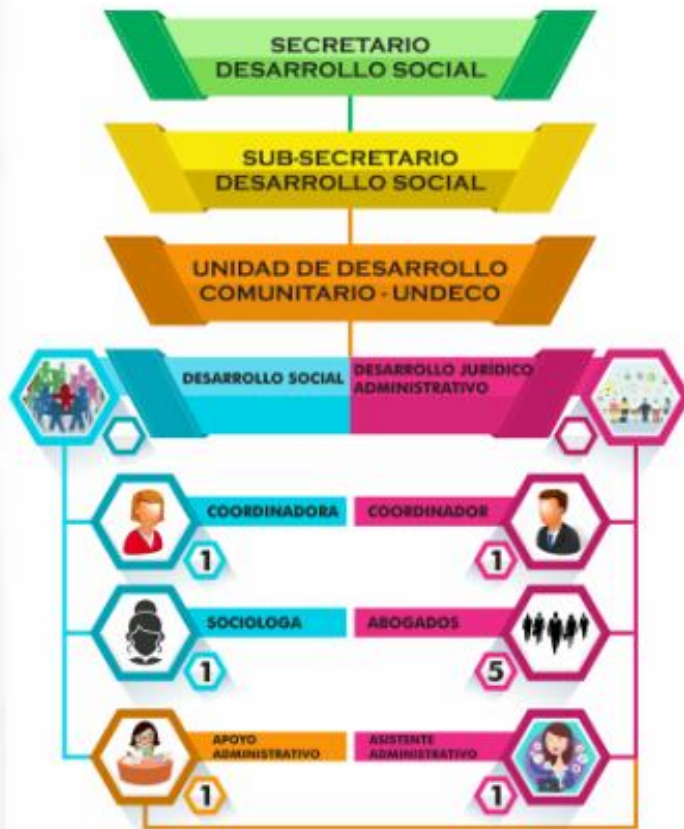 SECRETARIO
DESARROLLO SOCIAL
SUB-SECRETARIO
DESARROLLO SOCIAL
UNIDAD DE DESARROLLO
COMUNITARIO - UNDECO
DESARROLLO SOCIAL
DESARROLLO JURÍDICO
ADMINISTRATIVO
COORDINADORA
1
COORDINADOR
1
SOCIOLOGA
1
ABOGADOS
5
APOYO
ADMINISTRATIVO
1
ASISTENTE
ADMINISTRATIVO
1